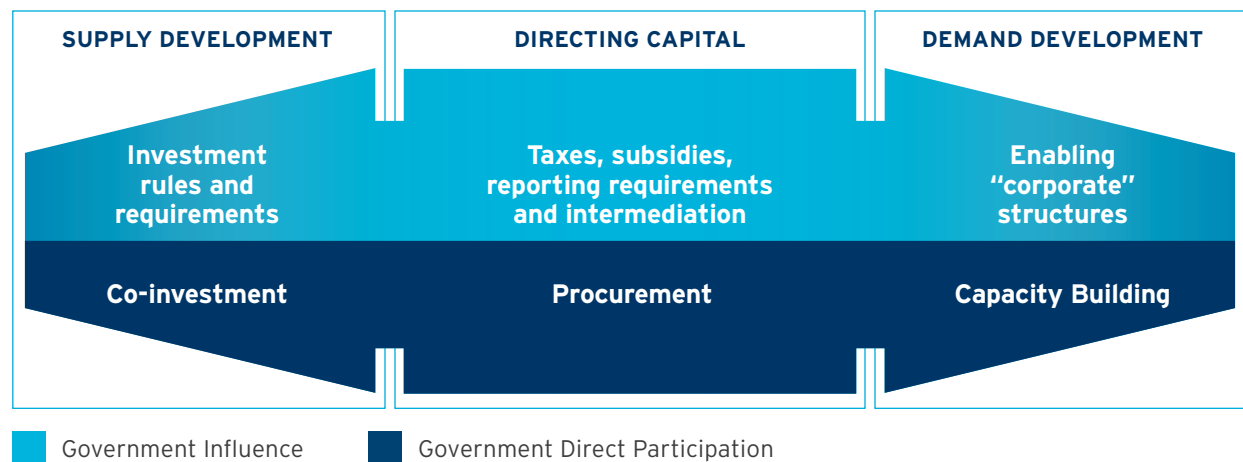 SUPPLY DEVELOPMENT
DIRECTING CAPITAL
DEMAND DEVELOPMENT
Investment
rules and
requirements
Taxes, subsidies,
reporting requirements
and intermediation
Enabling
“corporate”
structures
Co-investment
Procurement
Capacity Building
Government Influence
Government Direct Participation